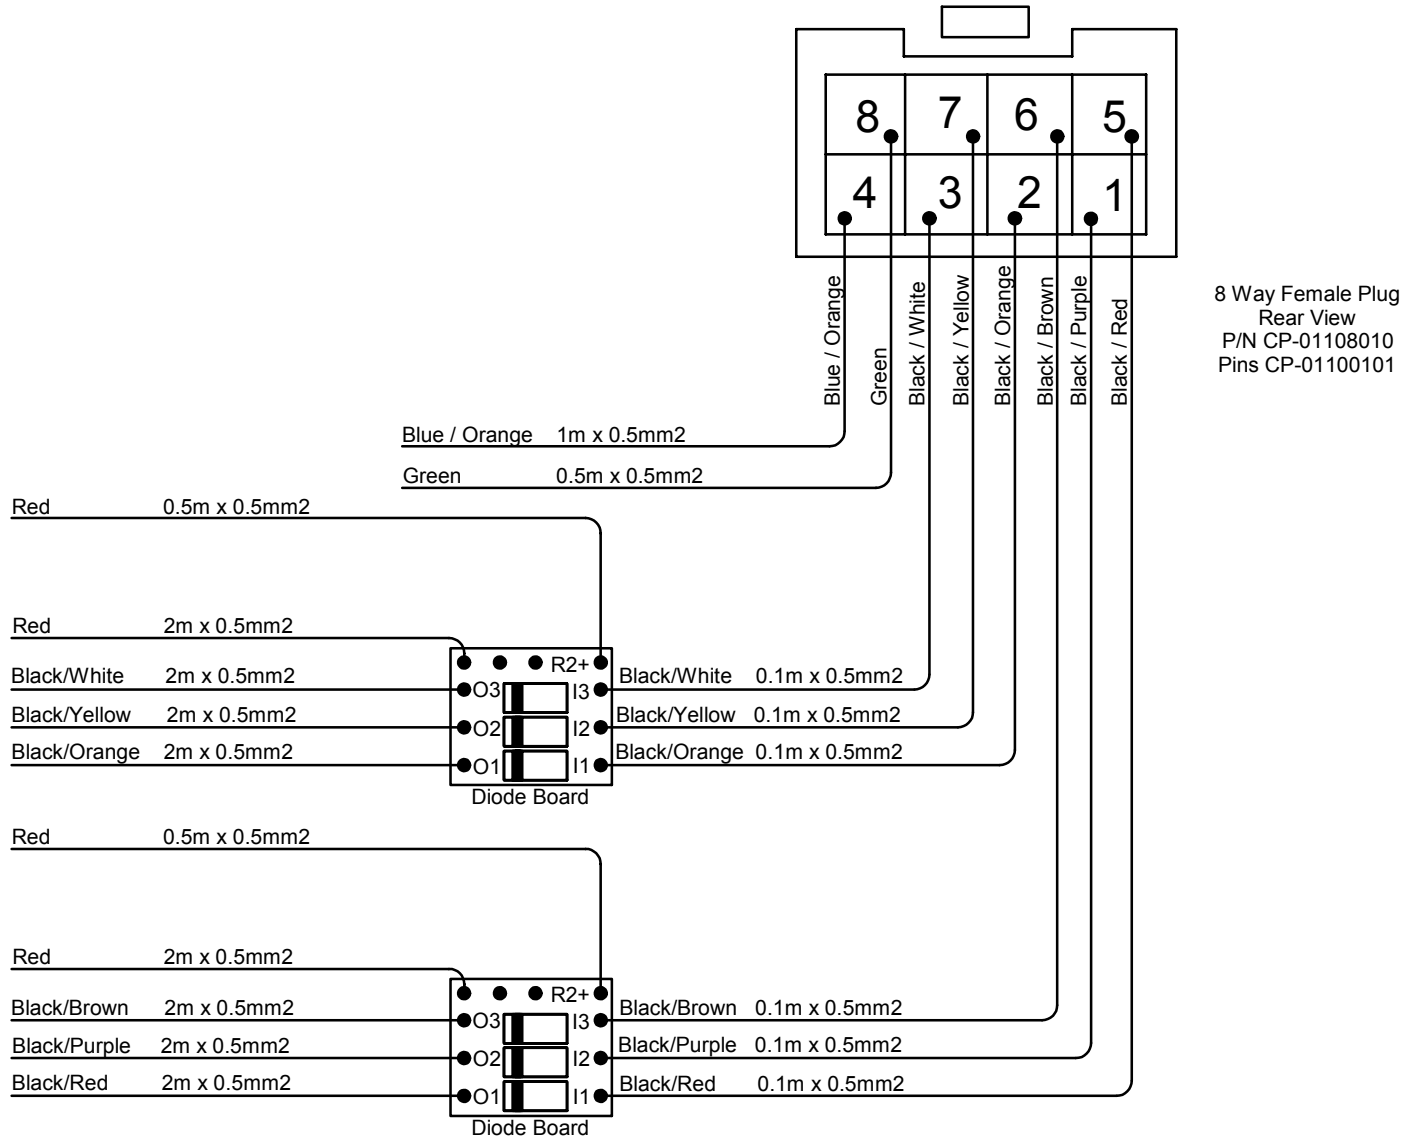 8 7 6 5
4 3 2 1
8 Way Female Plug
Rear View
P/N CP-01108010
Pins CP-01100101
Blue / Orange
Green
Black / White
Black / Yellow
Black / Orange
Black / Brown
Black / Purple
Black / Red
Blue / Orange 1m x 0.5mm2
Green 0.5m x 0.5mm2
Red 0.5m x 0.5mm2
Red 2m x 0.5mm2
R2+
Black/White 2m x 0.5mm2 O3 I3 Black/White 0.1m x 0.5mm2
Black/Yellow 2m x 0.5mm2 O2 I2 Black/Yellow 0.1m x 0.5mm2
Black/Orange 2m x 0.5mm2 O1 I1 Black/Orange 0.1m x 0.5mm2
Diode Board
Red 0.5m x 0.5mm2
Red 2m x 0.5mm2
R2+
Black/Brown 2m x 0.5mm2 O3 I3 Black/Brown 0.1m x 0.5mm2
Black/Purple 2m x 0.5mm2 O2 I2 Black/Purple 0.1m x 0.5mm2
Black/Red 2m x 0.5mm2 O1 I1 Black/Red 0.1m x 0.5mm2
Diode Board